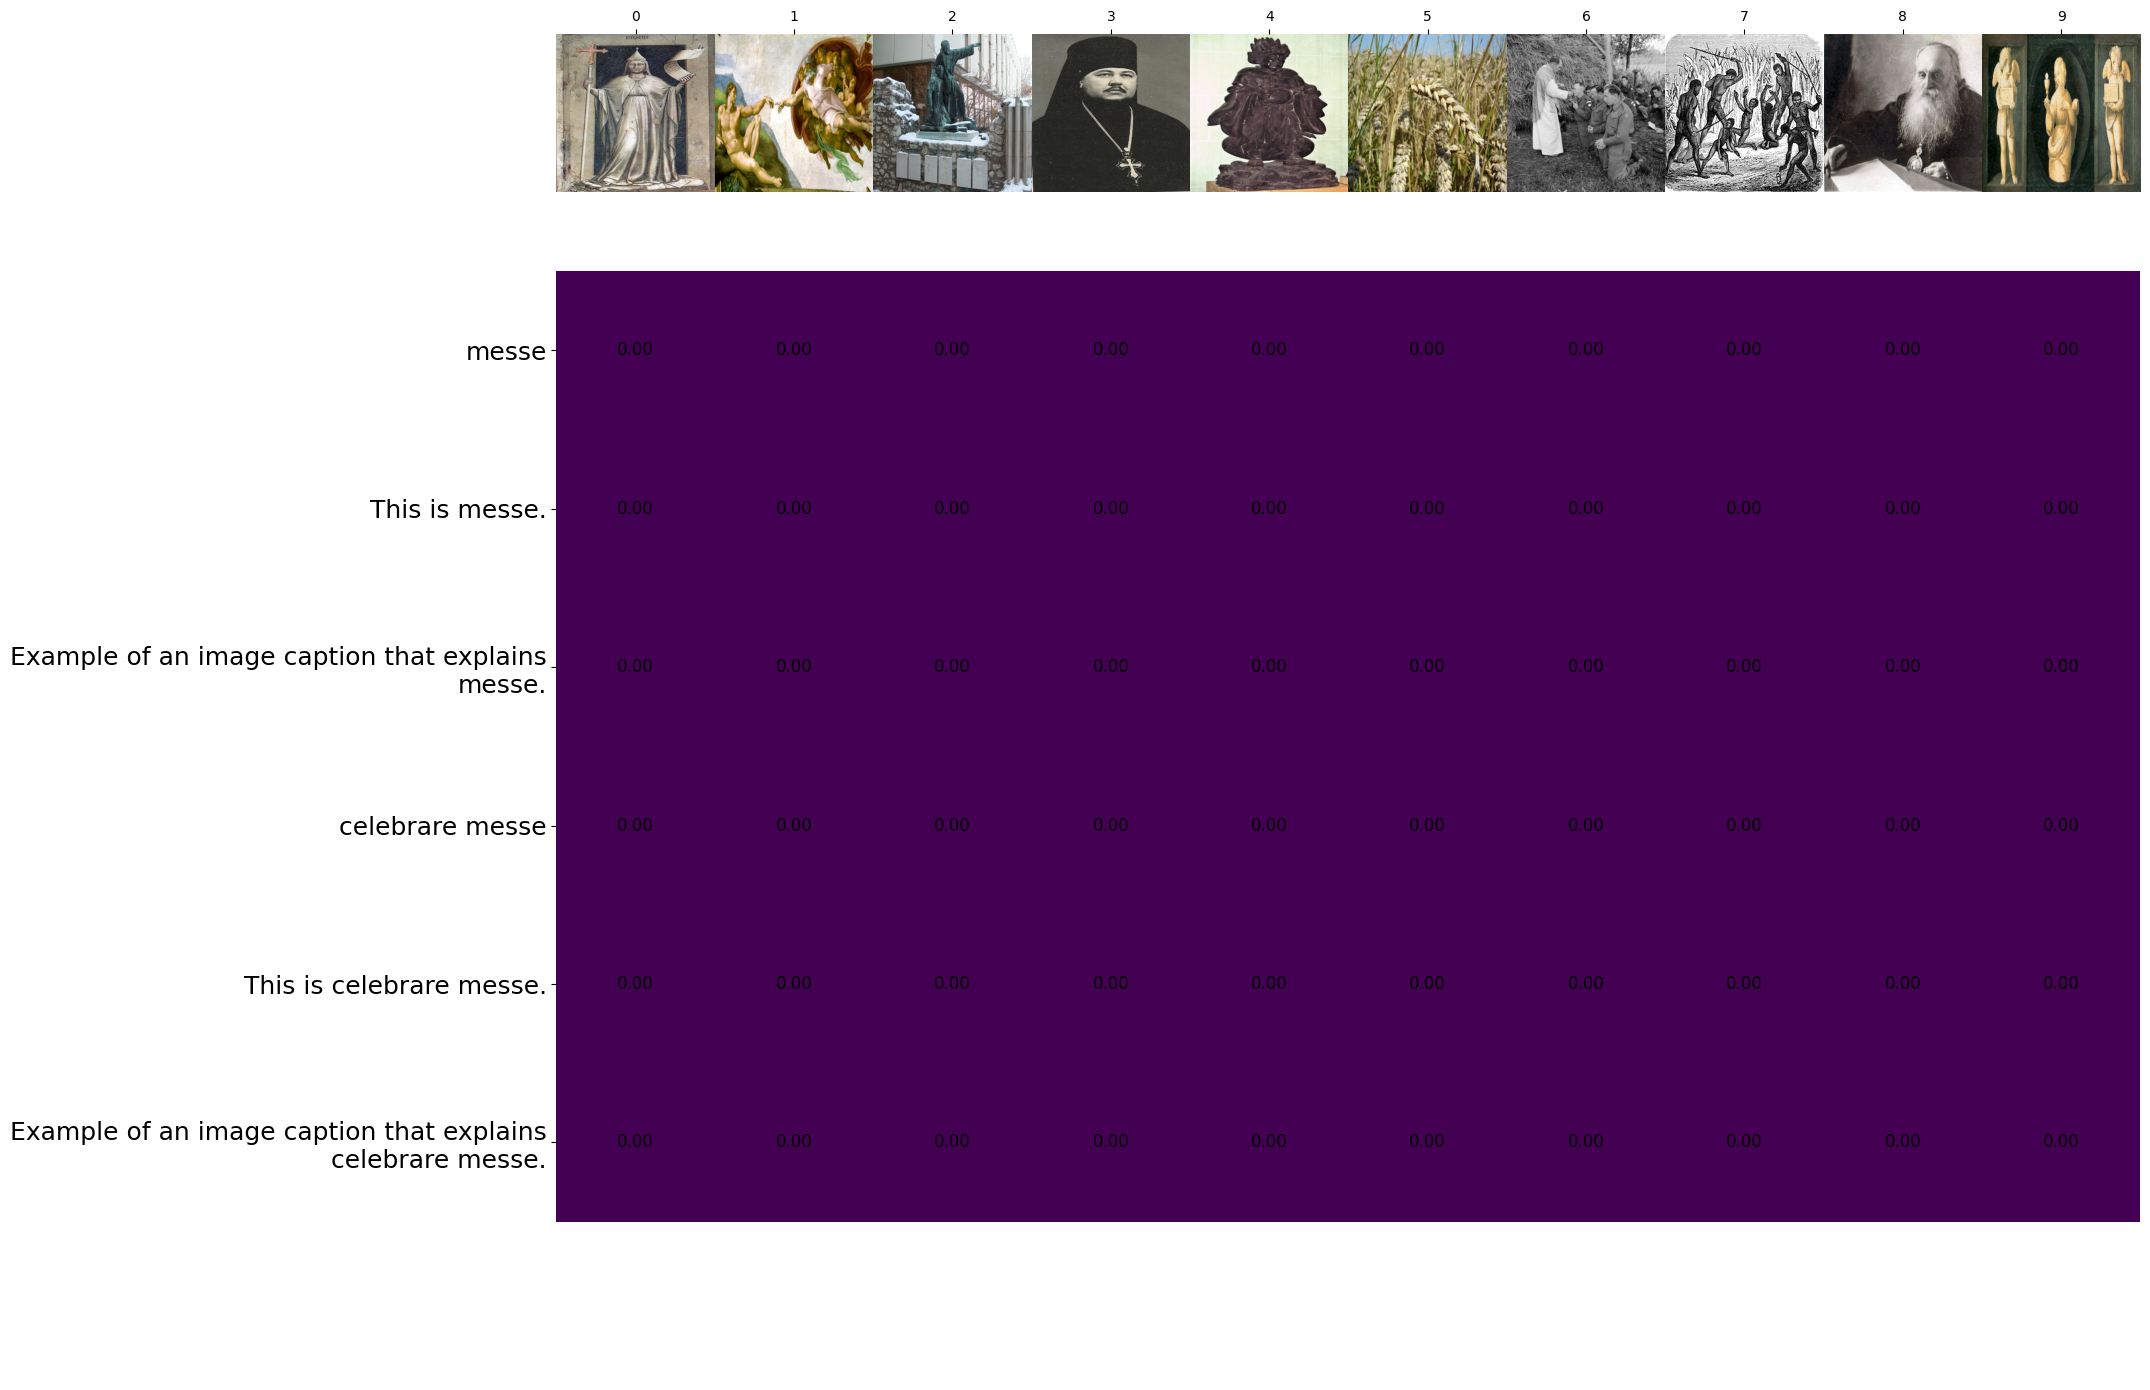 0 1 2 3 4 5 6 7 8 9
messe 0.00 0.00 0.00 0.00 0.00 0.00 0.00 0.00 0.00 0.00
This is messe. 0.00 0.00 0.00 0.00 0.00 0.00 0.00 0.00 0.00 0.00
Example of an image caption that explains
messe. 0.00 0.00 0.00 0.00 0.00 0.00 0.00 0.00 0.00 0.00
celebrare messe 0.00 0.00 0.00 0.00 0.00 0.00 0.00 0.00 0.00 0.00
This is celebrare messe. 0.00 0.00 0.00 0.00 0.00 0.00 0.00 0.00 0.00 0.00
Example of an image caption that explains
celebrare messe. 0.00 0.00 0.00 0.00 0.00 0.00 0.00 0.00 0.00 0.00